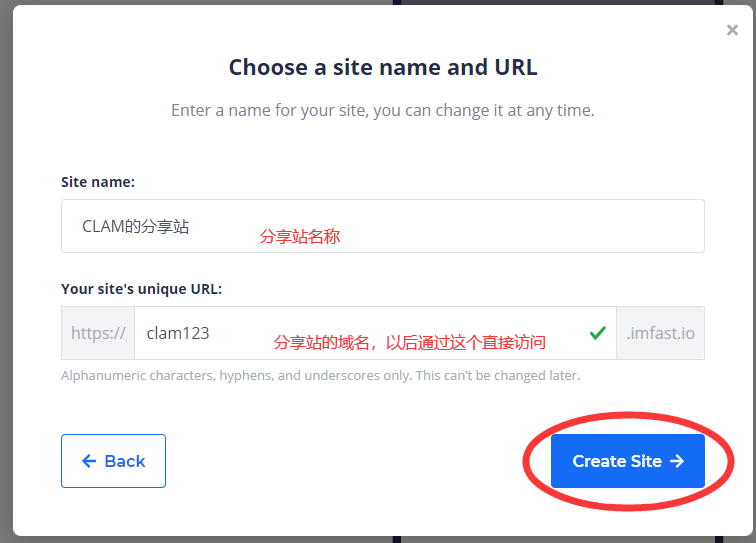 ×
Choose a site name and URL
Enter a name for your site, you can change it at any time.
Site name:
CLAM的分享站
分享站名称
Your site's unique URL:
https:// clam123 .imfast.io
分享站的域名，以后通过这个直接访问
Alphanumeric characters, hyphens, and underscores only. This can't be changed later.
← Back
Create Site →